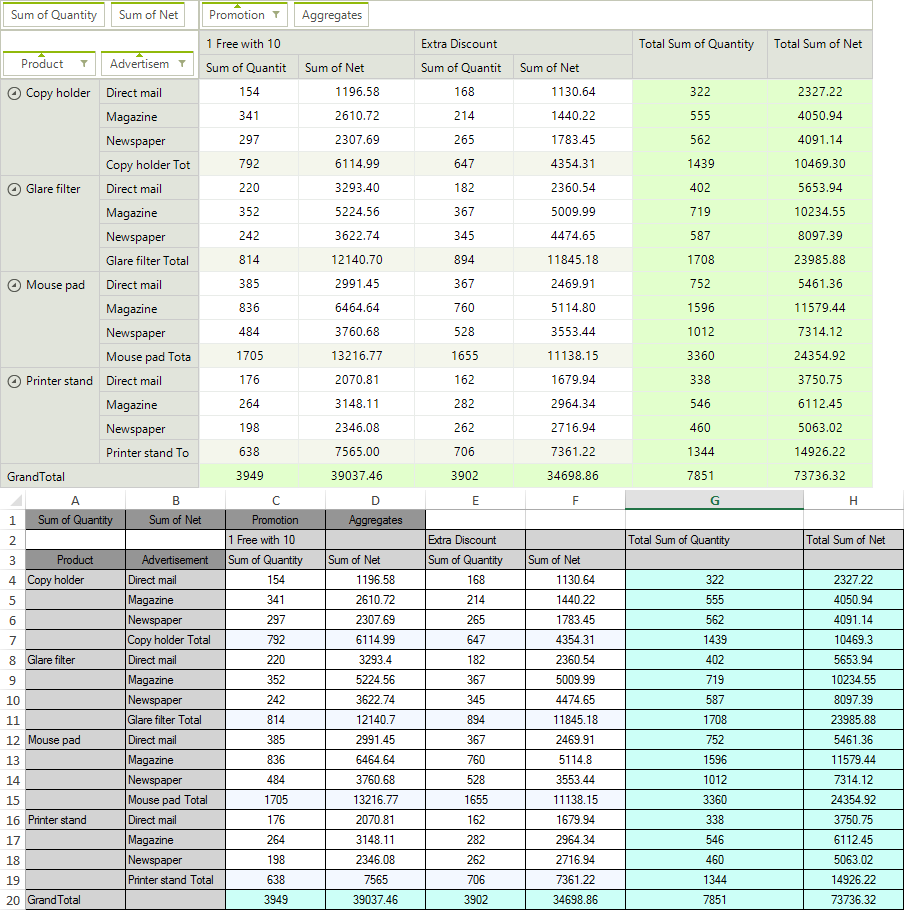 Sum of Quantity Sum of Net Promotion Aggregates
1 Free with 10 Extra Discount Total Sum of Quantity Total Sum of Net
Product Advertisem Sum of Quantit Sum of Net Sum of Quantit Sum of Net
Copy holder Direct mail 154 1196.58 168 1130.64 322 2327.22
Magazine 341 2610.72 214 1440.22 555 4050.94
Newspaper 297 2307.69 265 1783.45 562 4091.14
Copy holder Tot 792 6114.99 647 4354.31 1439 10469.30
Glare filter Direct mail 220 3293.40 182 2360.54 402 5653.94
Magazine 352 5224.56 367 5009.99 719 10234.55
Newspaper 242 3622.74 345 4474.65 587 8097.39
Glare filter Total 814 12140.70 894 11845.18 1708 23985.88
Mouse pad Direct mail 385 2991.45 367 2469.91 752 5461.36
Magazine 836 6464.64 760 5114.80 1596 11579.44
Newspaper 484 3760.68 528 3553.44 1012 7314.12
Mouse pad Tota 1705 13216.77 1655 11138.15 3360 24354.92
Printer stand Direct mail 176 2070.81 162 1679.94 338 3750.75
Magazine 264 3148.11 282 2964.34 546 6112.45
Newspaper 198 2346.08 262 2716.94 460 5063.02
Printer stand To 638 7565.00 706 7361.22 1344 14926.22
GrandTotal 3949 39037.46 3902 34698.86 7851 73736.32
A B C D E F G H
1 Sum of Quantity Sum of Net Promotion Aggregates
2 1 Free with 10 Extra Discount Total Sum of Quantity Total Sum of Net
3 Product Advertisement Sum of Quantity Sum of Net Sum of Quantity Sum of Net
4 Copy holder Direct mail 154 1196.58 168 1130.64 322 2327.22
5 Magazine 341 2610.72 214 1440.22 555 4050.94
6 Newspaper 297 2307.69 265 1783.45 562 4091.14
7 Copy holder Total 792 6114.99 647 4354.31 1439 10469.3
8 Glare filter Direct mail 220 3293.4 182 2360.54 402 5653.94
9 Magazine 352 5224.56 367 5009.99 719 10234.55
10 Newspaper 242 3622.74 345 4474.65 587 8097.39
11 Glare filter Total 814 12140.7 894 11845.18 1708 23985.88
12 Mouse pad Direct mail 385 2991.45 367 2469.91 752 5461.36
13 Magazine 836 6464.64 760 5114.8 1596 11579.44
14 Newspaper 484 3760.68 528 3553.44 1012 7314.12
15 Mouse pad Total 1705 13216.77 1655 11138.15 3360 24354.92
16 Printer stand Direct mail 176 2070.81 162 1679.94 338 3750.75
17 Magazine 264 3148.11 282 2964.34 546 6112.45
18 Newspaper 198 2346.08 262 2716.94 460 5063.02
19 Printer stand Total 638 7565 706 7361.22 1344 14926.22
20 GrandTotal 3949 39037.46 3902 34698.86 7851 73736.32